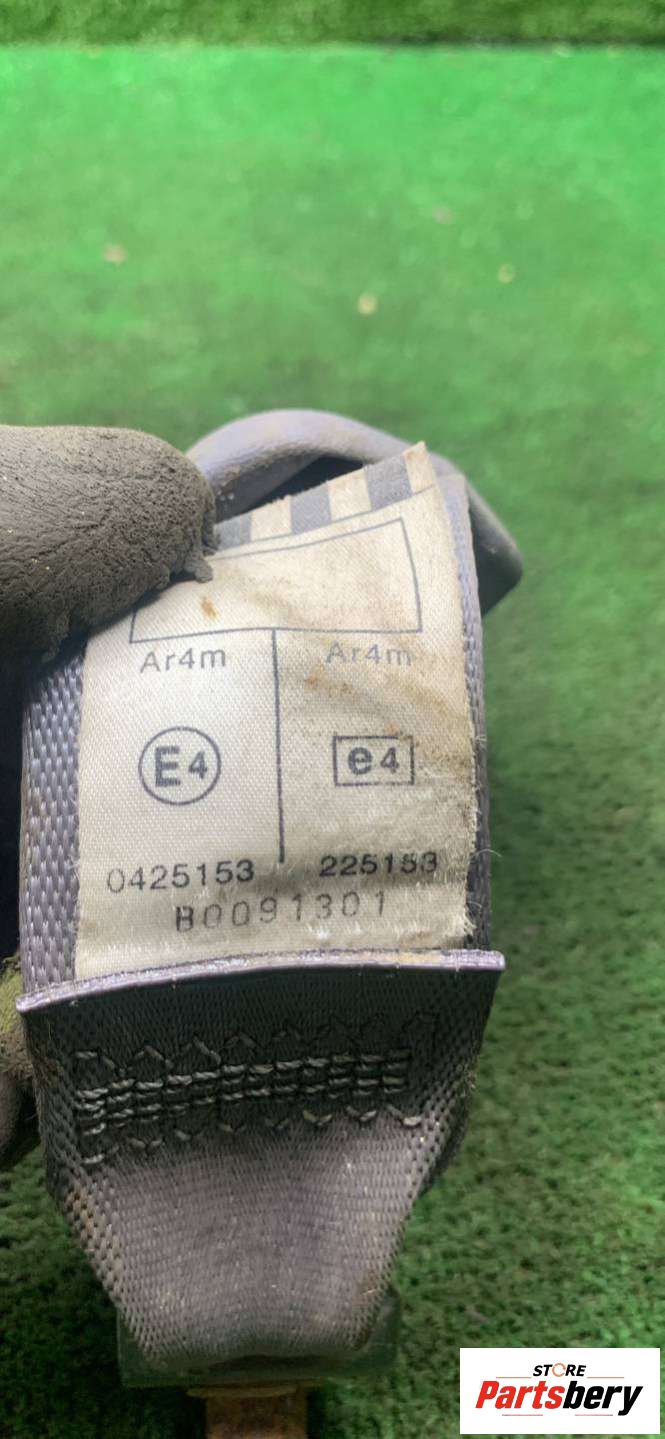 Ar4m Ar4m
E4 e4
0425153 225153
B0091301
STORE
Partsbery